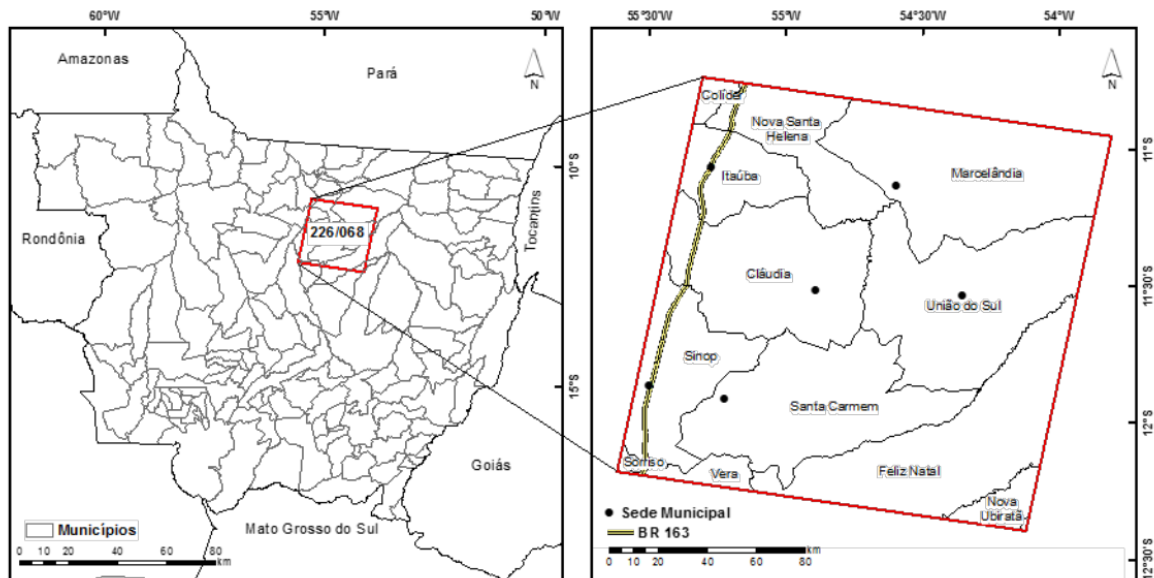 60°W
55°W
50°W
Amazonas
Pará
N
10°S
Tocantins
226/068
Rondônia
15°S
Goiás
Mato Grosso do Sul
Municípios
0 10 20 40 60 80
km
55°30'W
55°W
54°30'W
54°W
N
Colíder
Nova Santa
Helena
11°S
Itaúba
Marcelândia
Cláudia
11°30'S
União do Sul
Sinop
Santa Carmem
12°S
Sorriso
Vera
Feliz Natal
Nova
Ubiratã
Sede Municipal
BR 163
0 10 20 40 60 80
km
12°30'S